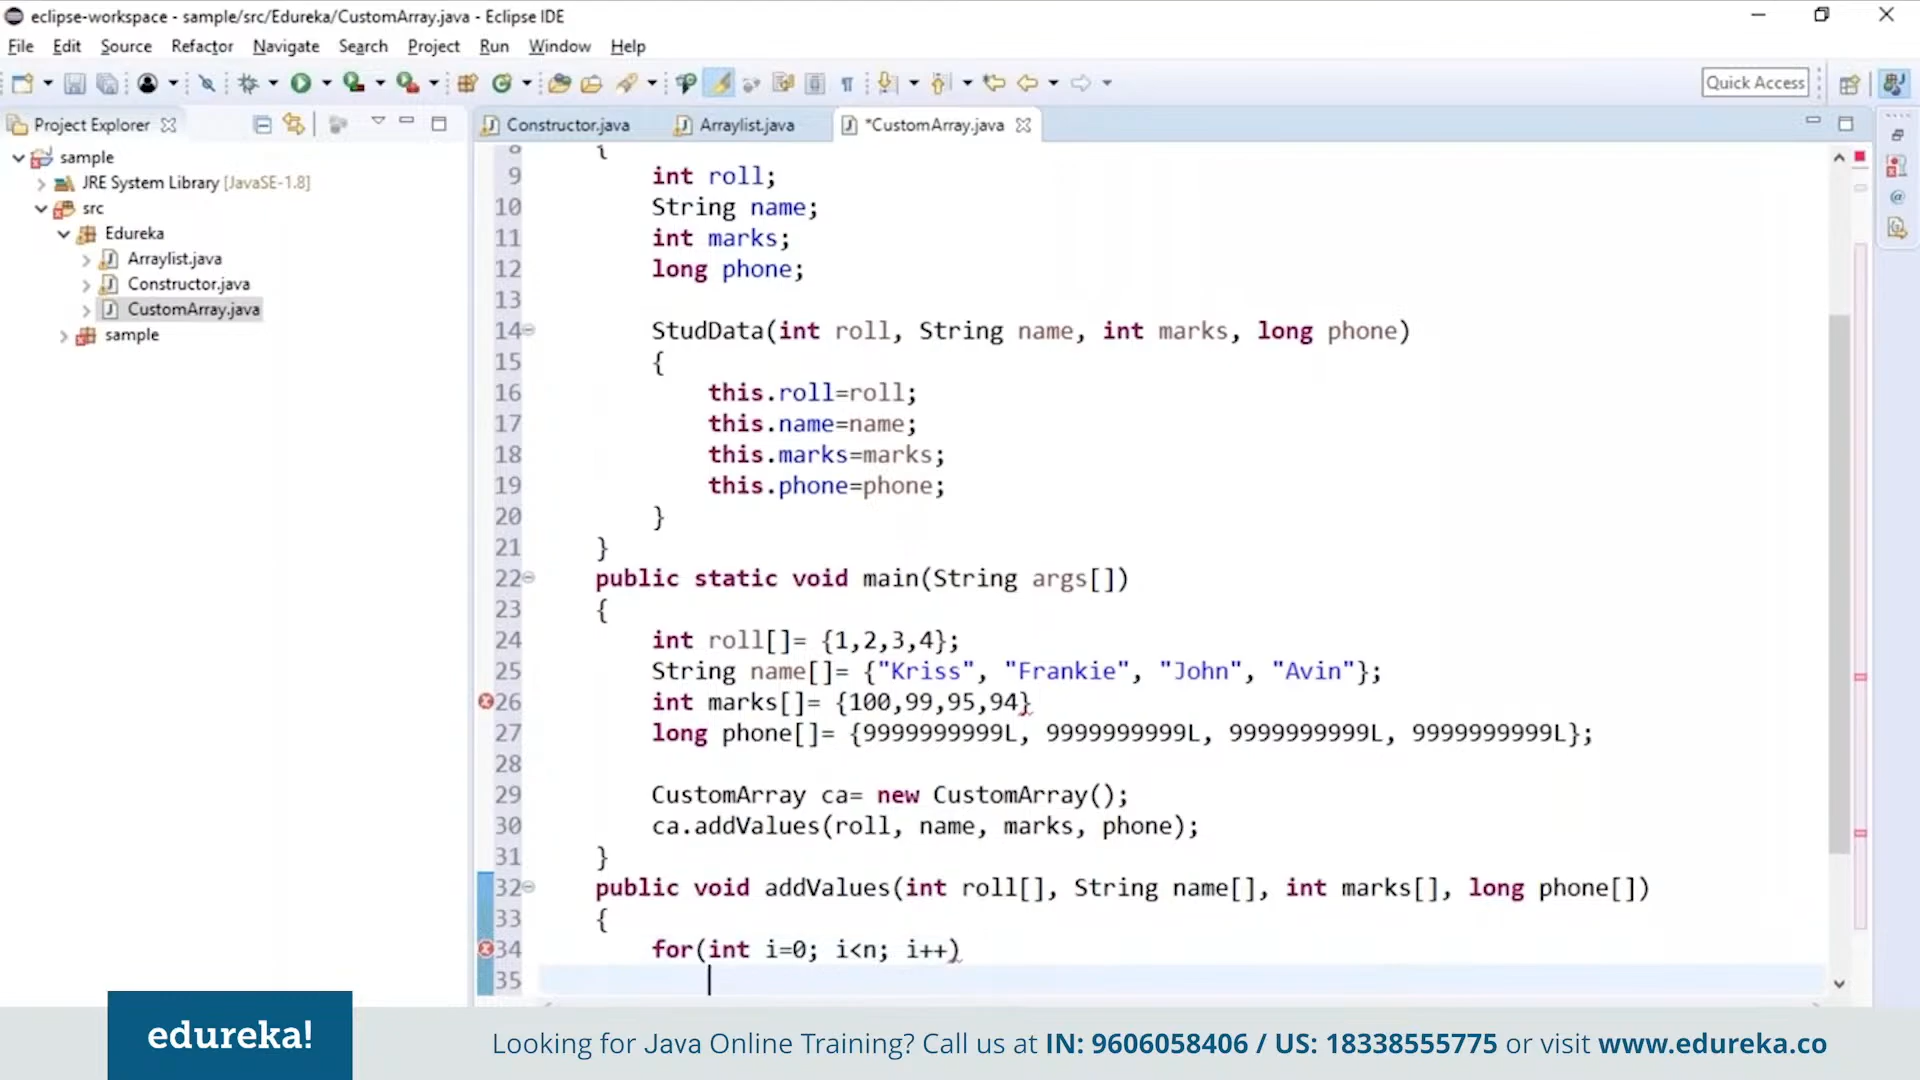 eclipse-workspace - sample/src/Edureka/CustomArray.java - Eclipse IDE
File Edit Source Refactor Navigate Search Project Run Window Help
Quick Access
Project Explorer
Constructor.java Arraylist.java *CustomArray.java
sample
JRE System Library [JavaSE-1.8]
src
Edureka
Arraylist.java
Constructor.java
CustomArray.java
sample
8 {
9 int roll;
10 String name;
11 int marks;
12 long phone;
13
14 StudData(int roll, String name, int marks, long phone)
15 {
16 this.roll=roll;
17 this.name=name;
18 this.marks=marks;
19 this.phone=phone;
20 }
21 }
22 public static void main(String args[])
23 {
24 int roll[]= {1,2,3,4};
25 String name[]= {"Kriss", "Frankie", "John", "Avin"};
26 int marks[]= {100,99,95,94}
27 long phone[]= {9999999999L, 9999999999L, 9999999999L, 9999999999L};
28
29 CustomArray ca= new CustomArray();
30 ca.addValues(roll, name, marks, phone);
31 }
32 public void addValues(int roll[], String name[], int marks[], long phone[])
33 {
34 for(int i=0; i<n; i++)
35
edureka!
Looking for Java Online Training? Call us at IN: 9606058406 / US: 18338555775 or visit www.edureka.co